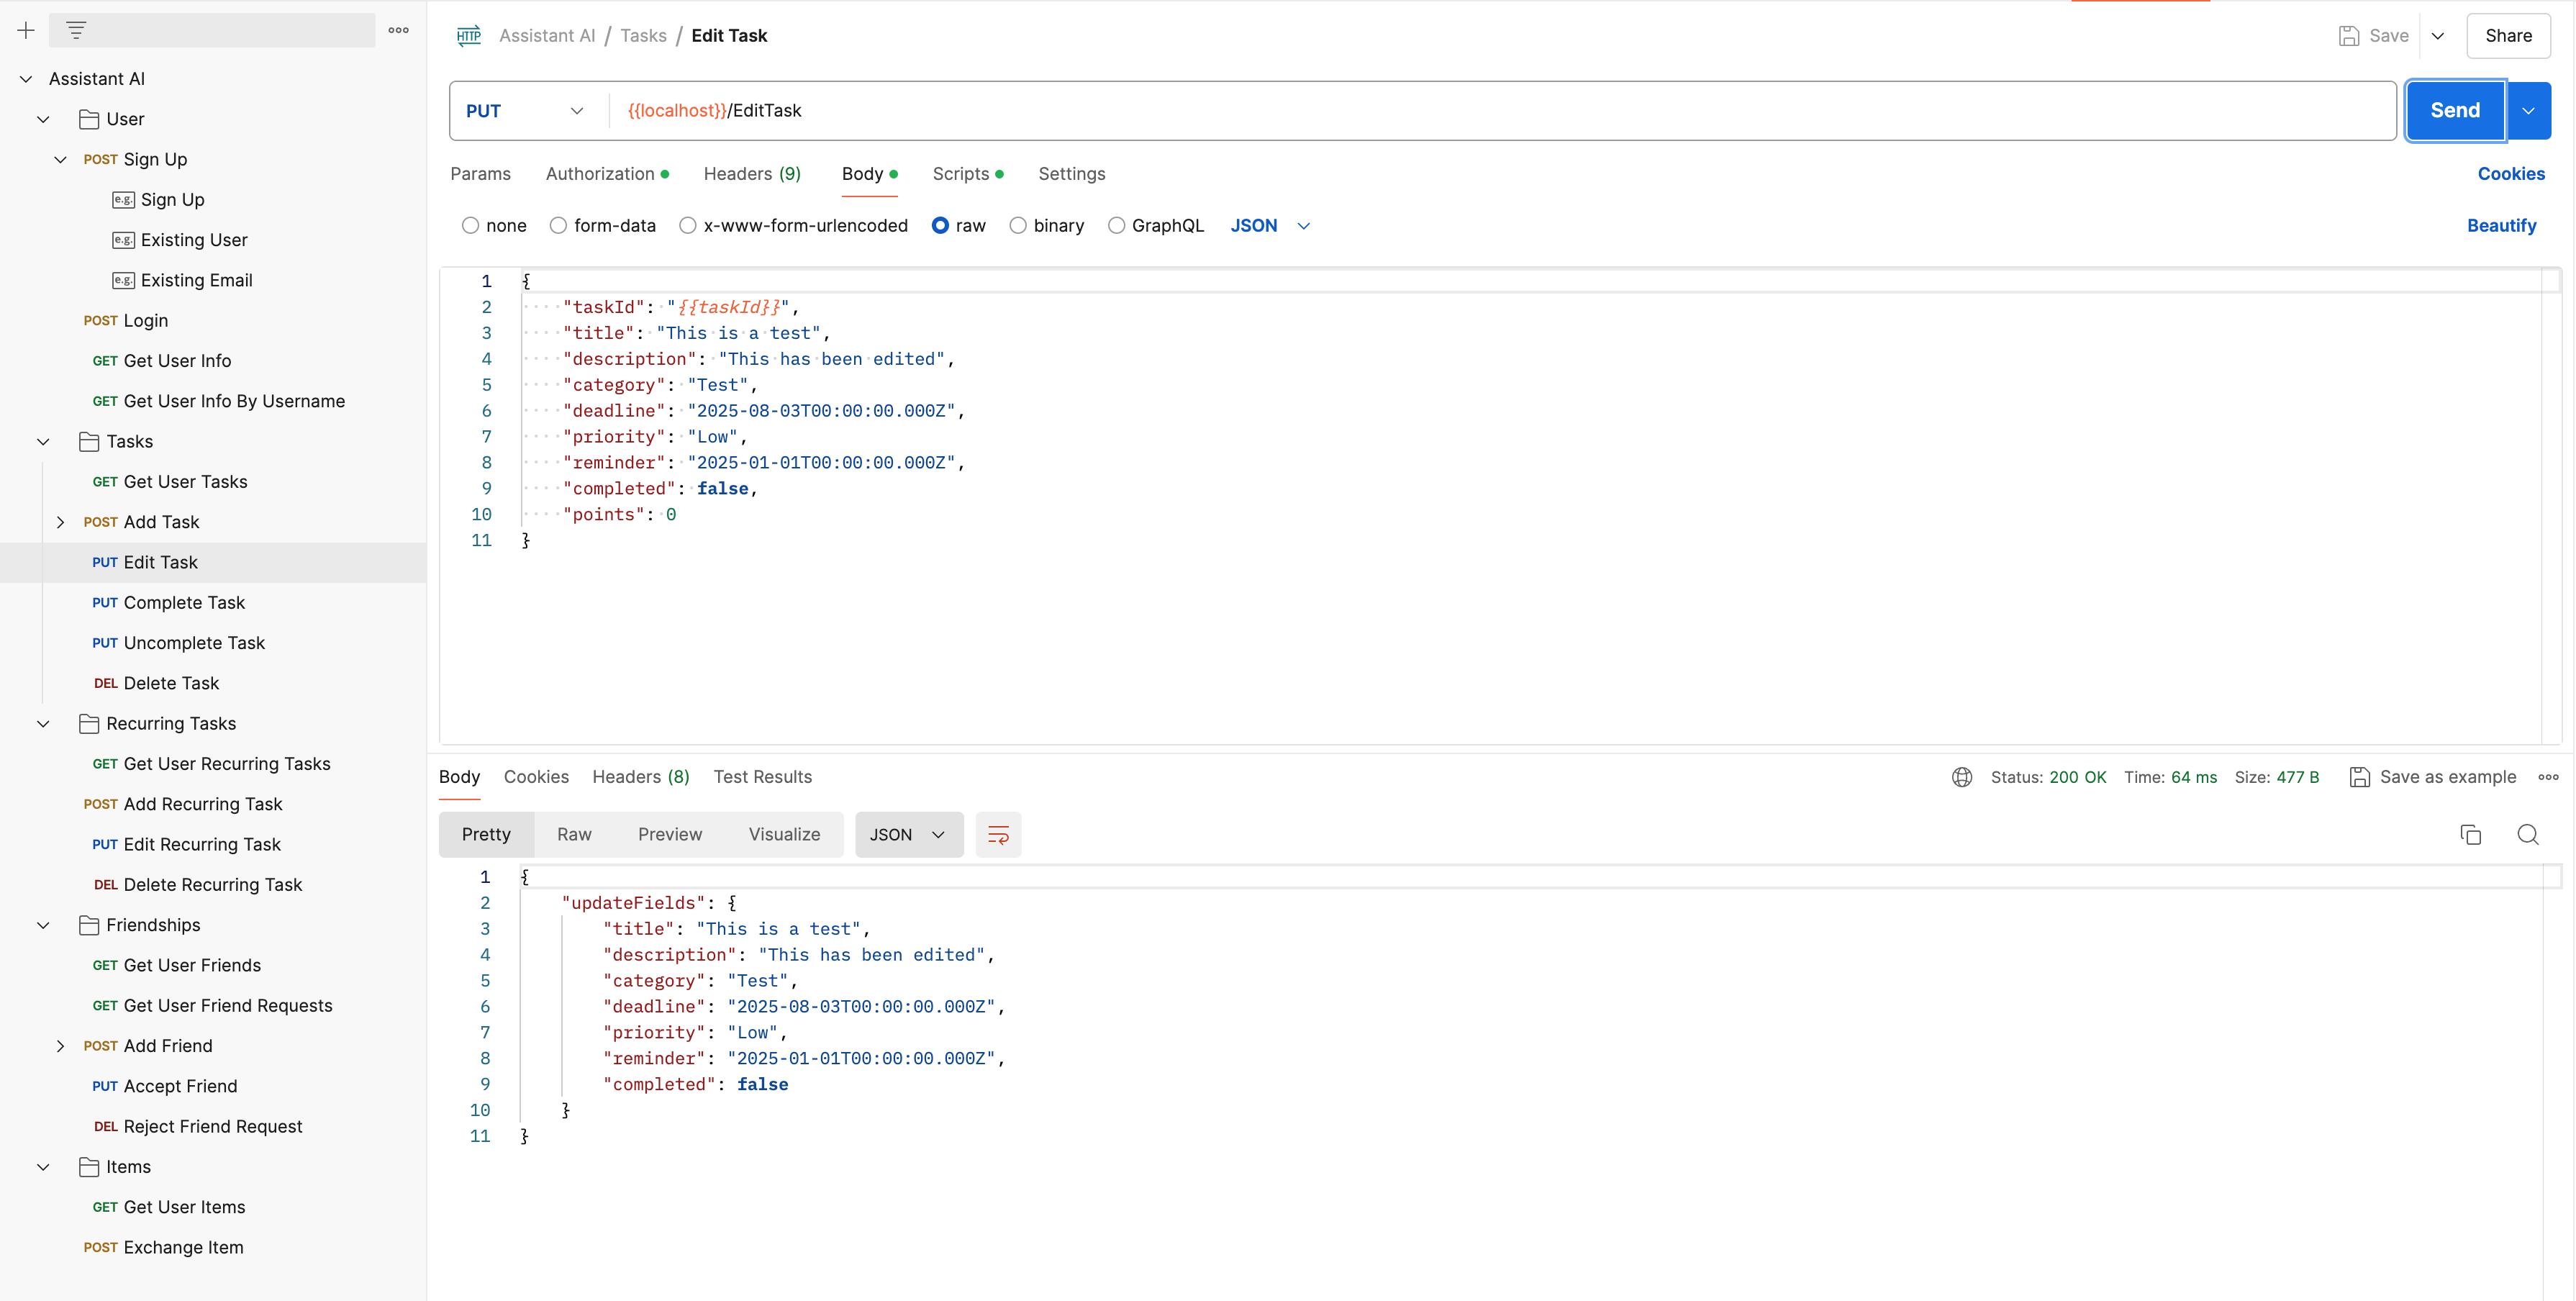 Assistant AI
User
POST Sign Up
e.g. Sign Up
e.g. Existing User
e.g. Existing Email
POST Login
GET Get User Info
GET Get User Info By Username
Tasks
GET Get User Tasks
POST Add Task
PUT Edit Task
PUT Complete Task
PUT Uncomplete Task
DEL Delete Task
Recurring Tasks
GET Get User Recurring Tasks
POST Add Recurring Task
PUT Edit Recurring Task
DEL Delete Recurring Task
Friendships
GET Get User Friends
GET Get User Friend Requests
POST Add Friend
PUT Accept Friend
DEL Reject Friend Request
Items
GET Get User Items
POST Exchange Item
HTTP Assistant AI / Tasks / Edit Task
Save
Share
PUT {{localhost}}/EditTask
Send
Params Authorization Headers (9) Body Scripts Settings
Cookies
none form-data x-www-form-urlencoded raw binary GraphQL JSON
Beautify
1 {
2 "taskId": "{{taskId}}",
3 "title": "This is a test",
4 "description": "This has been edited",
5 "category": "Test",
6 "deadline": "2025-08-03T00:00:00.000Z",
7 "priority": "Low",
8 "reminder": "2025-01-01T00:00:00.000Z",
9 "completed": false,
10 "points": 0
11 }
Body Cookies Headers (8) Test Results
Status: 200 OK Time: 64 ms Size: 477 B Save as example
Pretty Raw Preview Visualize JSON
1 {
2 "updateFields": {
3 "title": "This is a test",
4 "description": "This has been edited",
5 "category": "Test",
6 "deadline": "2025-08-03T00:00:00.000Z",
7 "priority": "Low",
8 "reminder": "2025-01-01T00:00:00.000Z",
9 "completed": false
10 }
11 }